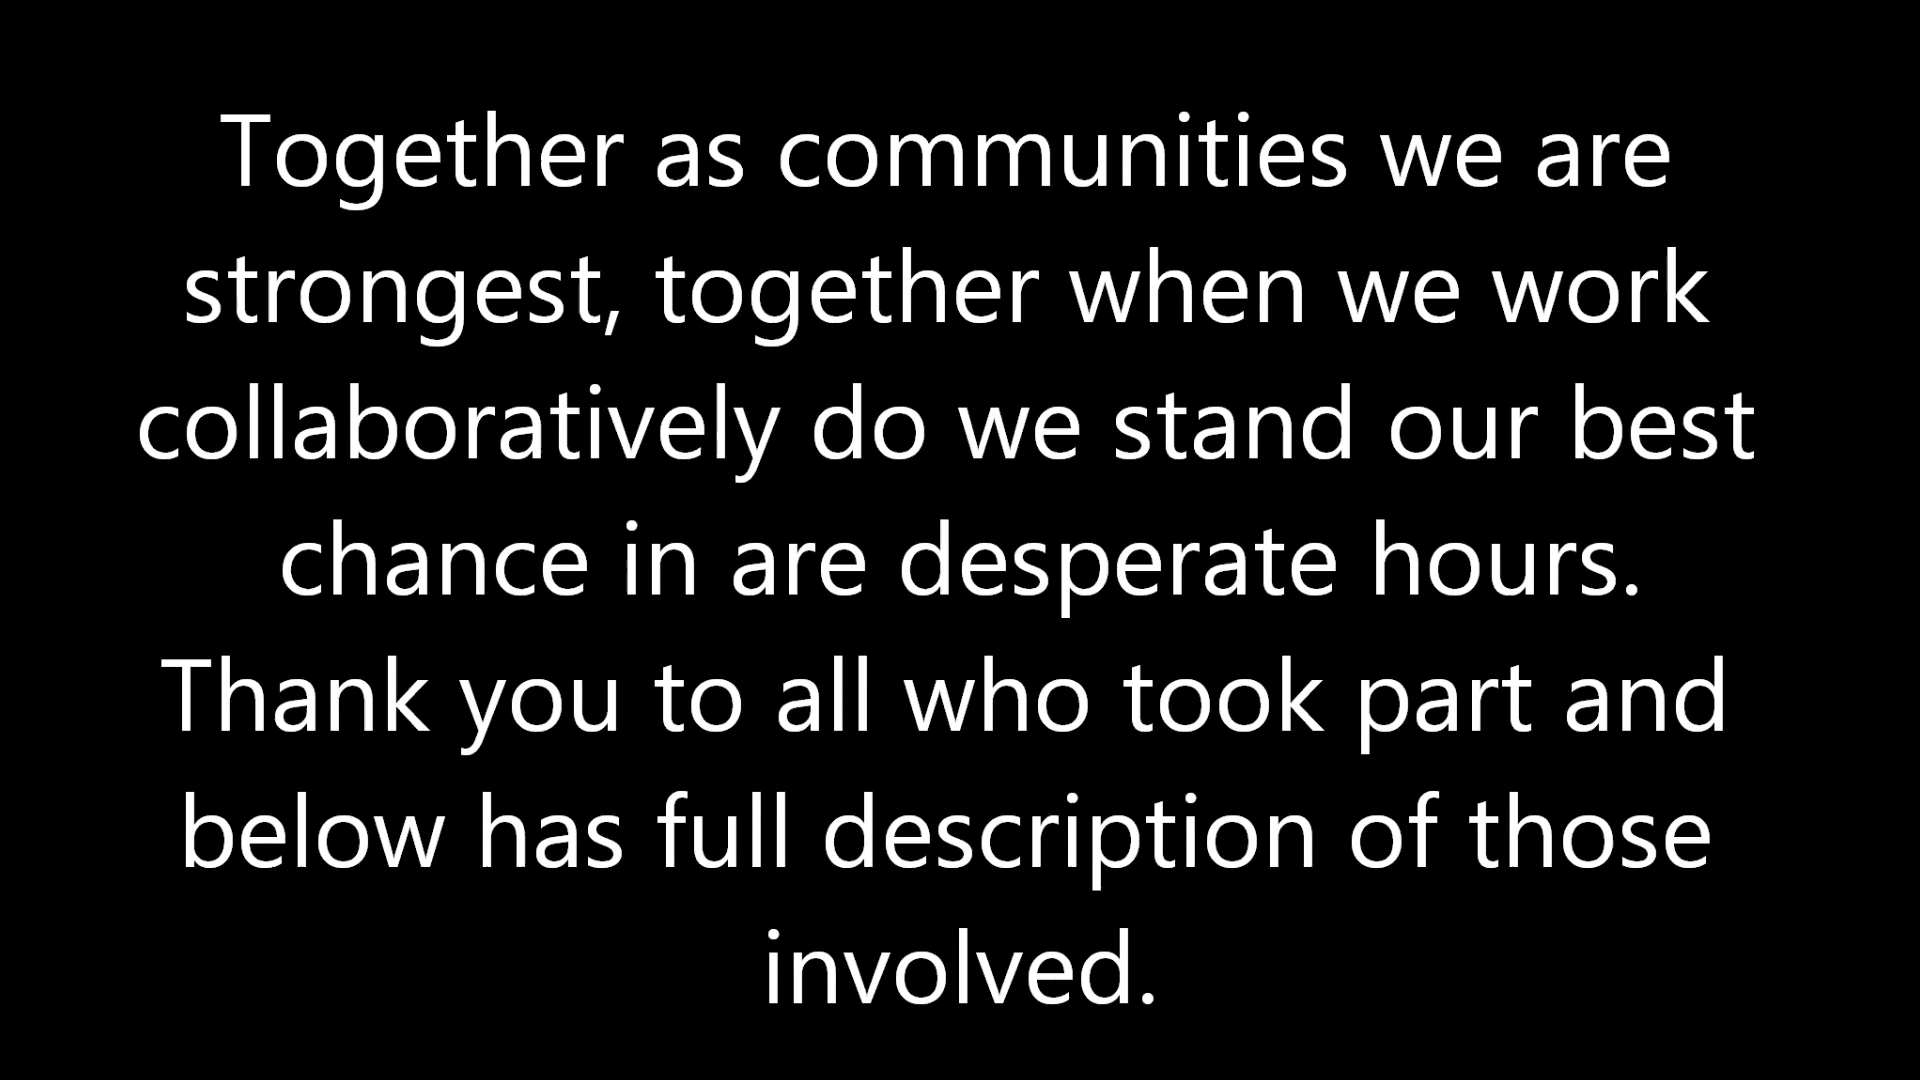 Together as communities we are
strongest, together when we work
collaboratively do we stand our best
chance in are desperate hours.
Thank you to all who took part and
below has full description of those
involved.